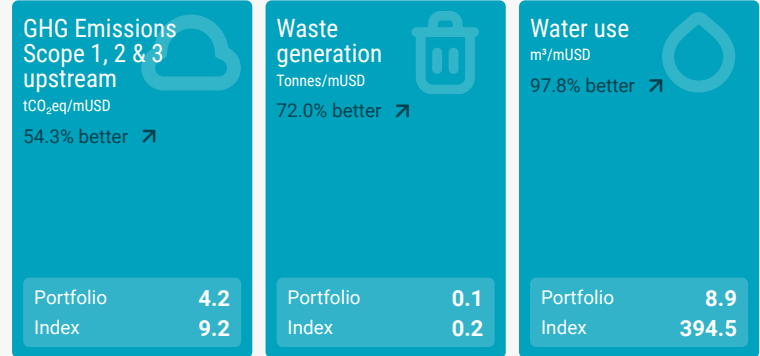 GHG Emissions
Scope 1, 2 & 3
upstream
tCO₂eq/mUSD
54.3% better
Portfolio 4.2
Index 9.2
Waste
generation
Tonnes/mUSD
72.0% better
Portfolio 0.1
Index 0.2
Water use
m³/mUSD
97.8% better
Portfolio 8.9
Index 394.5